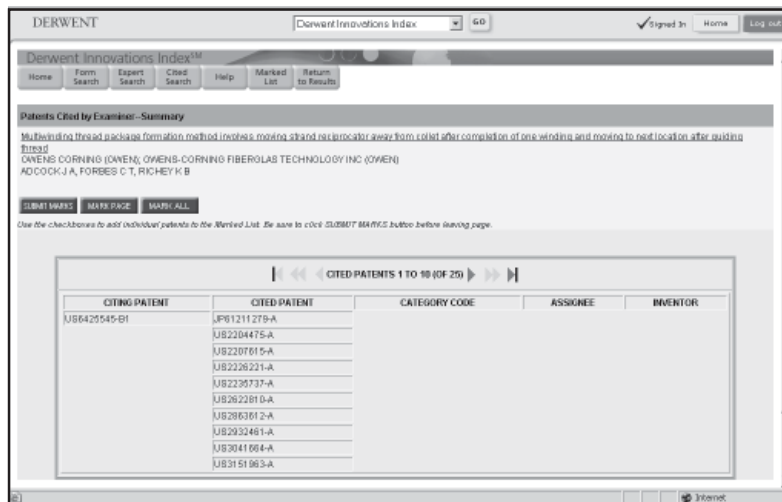 DERWENT
Derwent Innovations Index
GO
Signed In
Home
Log out
Derwent Innovations Index SM
Home
Form Search
Expert Search
Cited Search
Help
Marked List
Return to Results
Patents Cited by Examiner--Summary
Multiwinding thread package formation method involves moving strand reciprocator away from collet after completion of one winding and moving to next location after guiding
thread
OWENS CORNING (OWEN); OWENS-CORNING FIBERGLAS TECHNOLOGY INC (OWEN)
ADCOCK J A, FORBES C T, RICHEY K B
SUBMIT MARKS
MARK PAGE
MARK ALL
Use the checkboxes to add individual patents to the Marked List. Be sure to click SUBMIT MARKS button before leaving page.
CITED PATENTS 1 TO 10 (OF 25)
CITING PATENT
CITED PATENT
CATEGORY CODE
ASSIGNEE
INVENTOR
US6425545-B1
JP61211279-A
US2204475-A
US2207615-A
US2226221-A
US2235737-A
US2622810-A
US2863612-A
US2932461-A
US3041664-A
US3151963-A
Internet